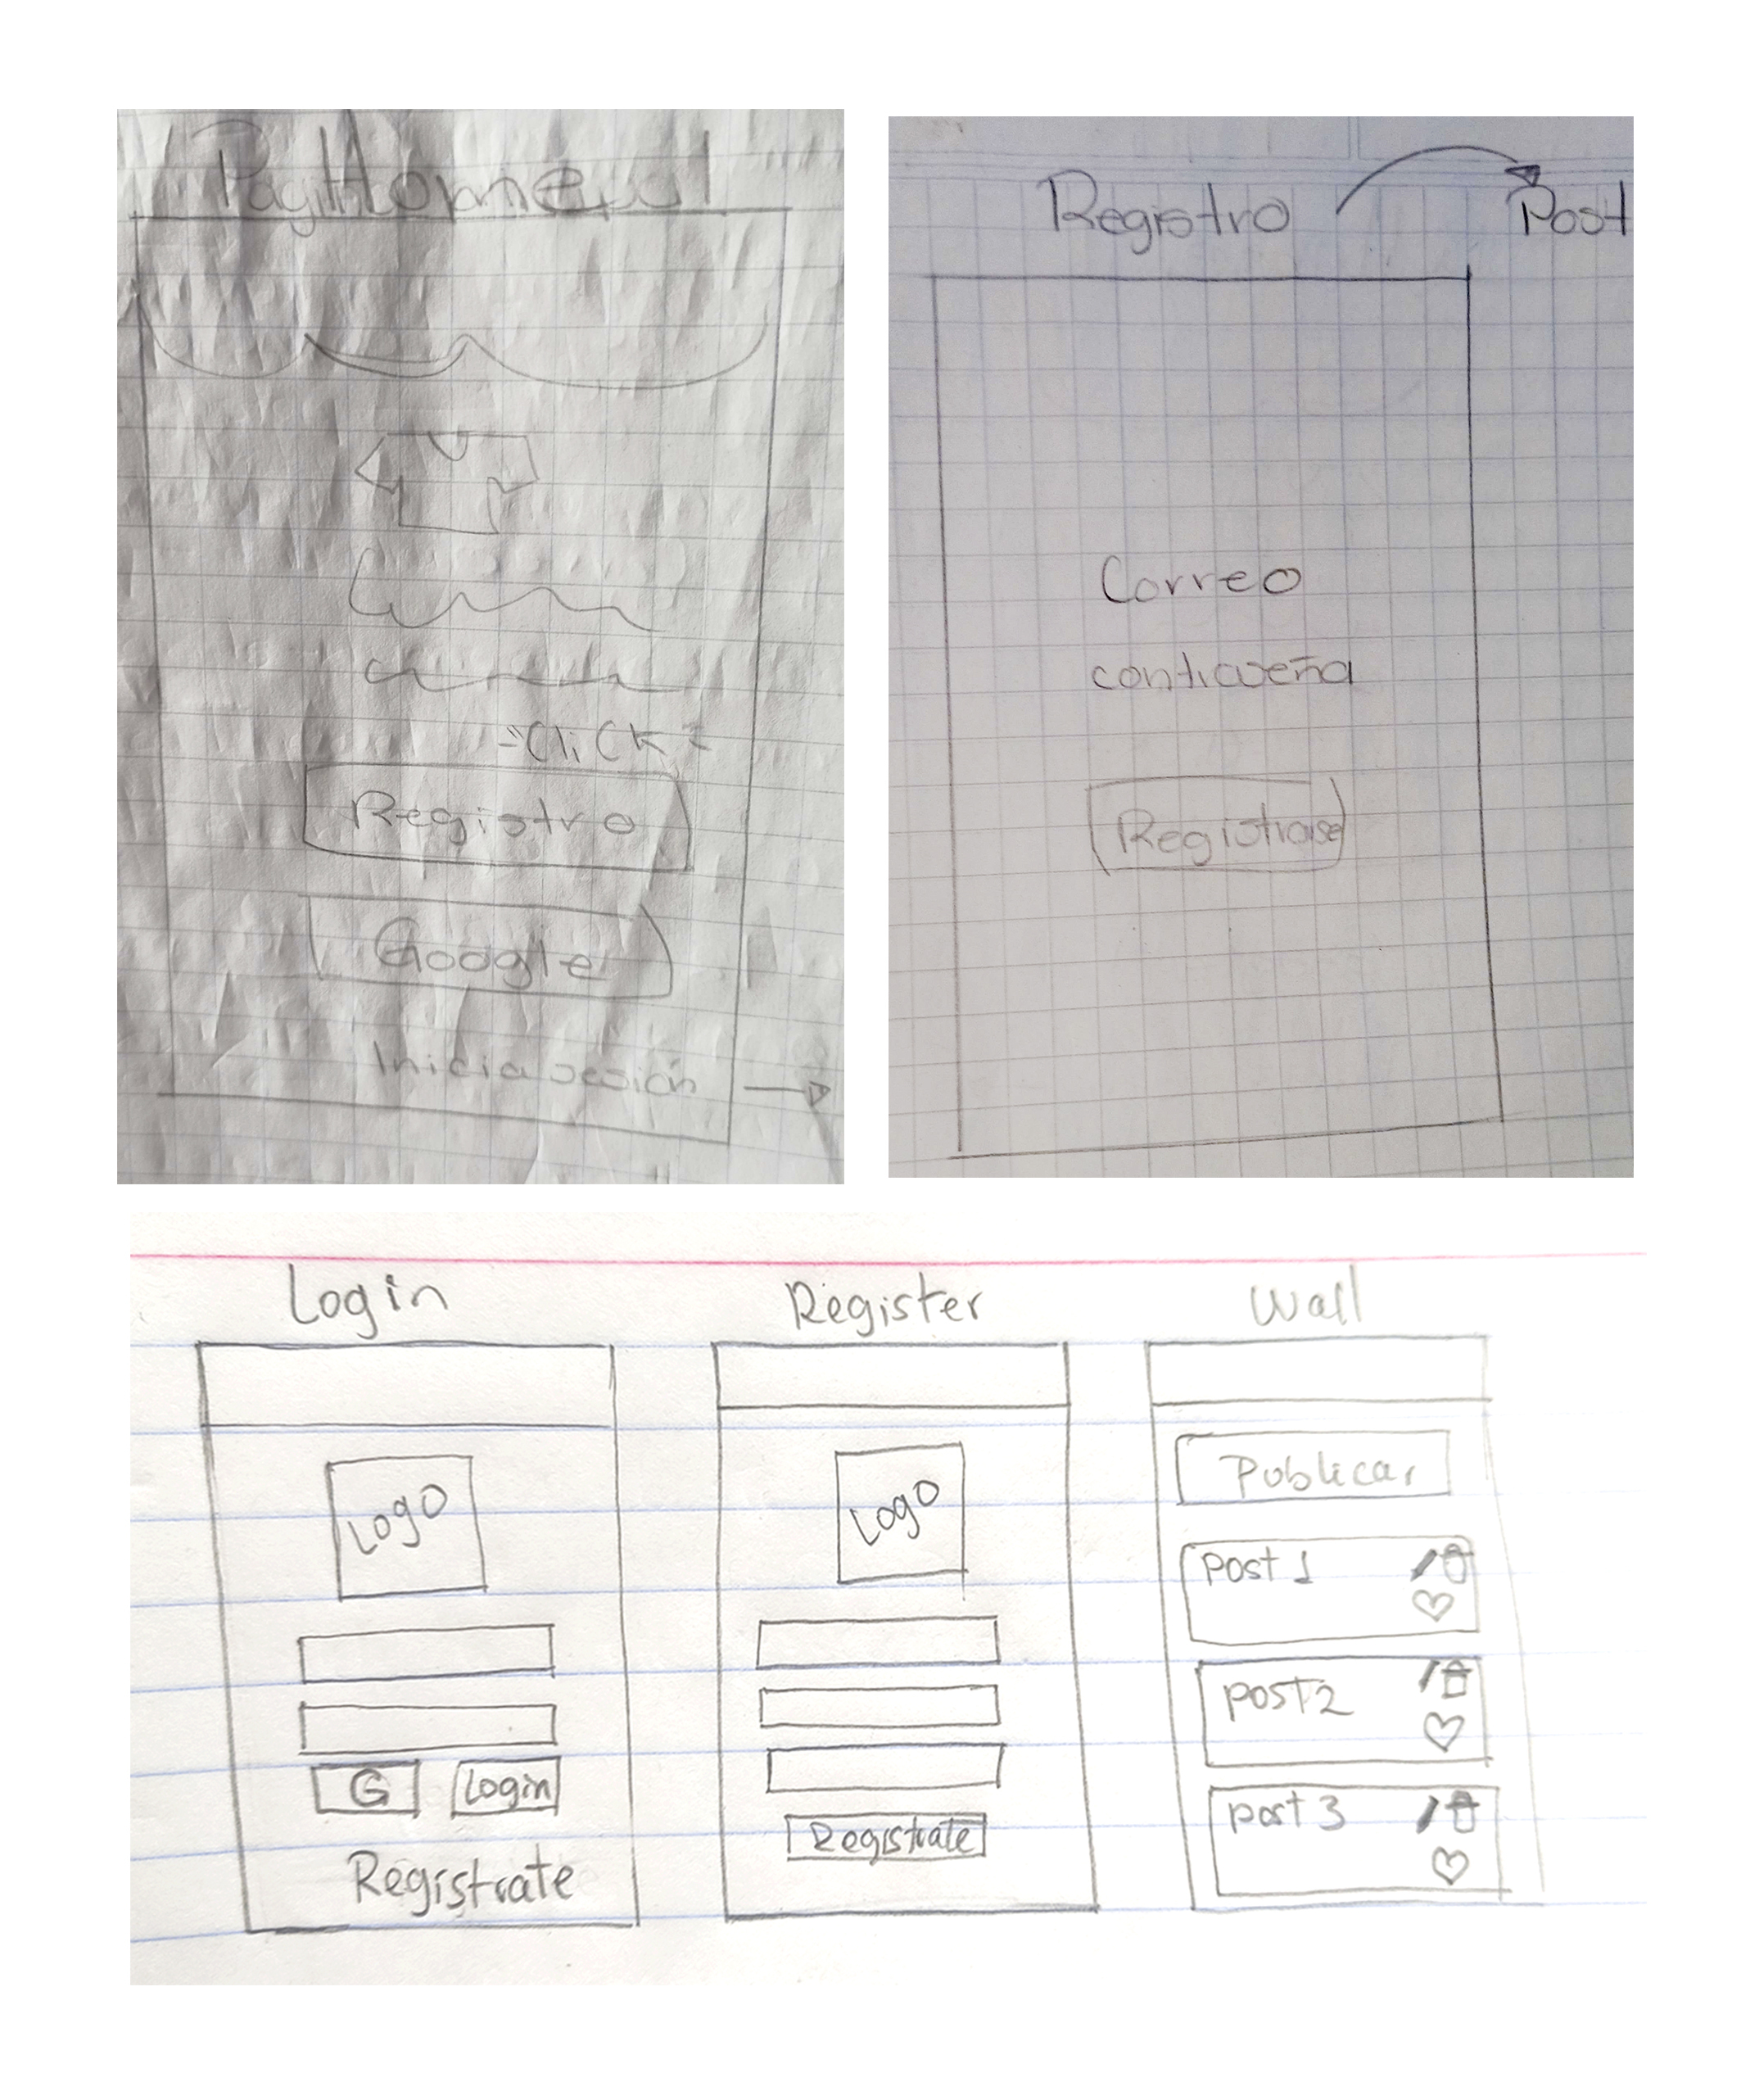 Home
=Click=
Registro
Google
Inicia sesión
Registro
Post
Correo
contraseña
Registrase
Login
Logo
G
Login
Registrate
Register
Logo
Registrate
Wall
Publicar
Post 1
post 2
post 3